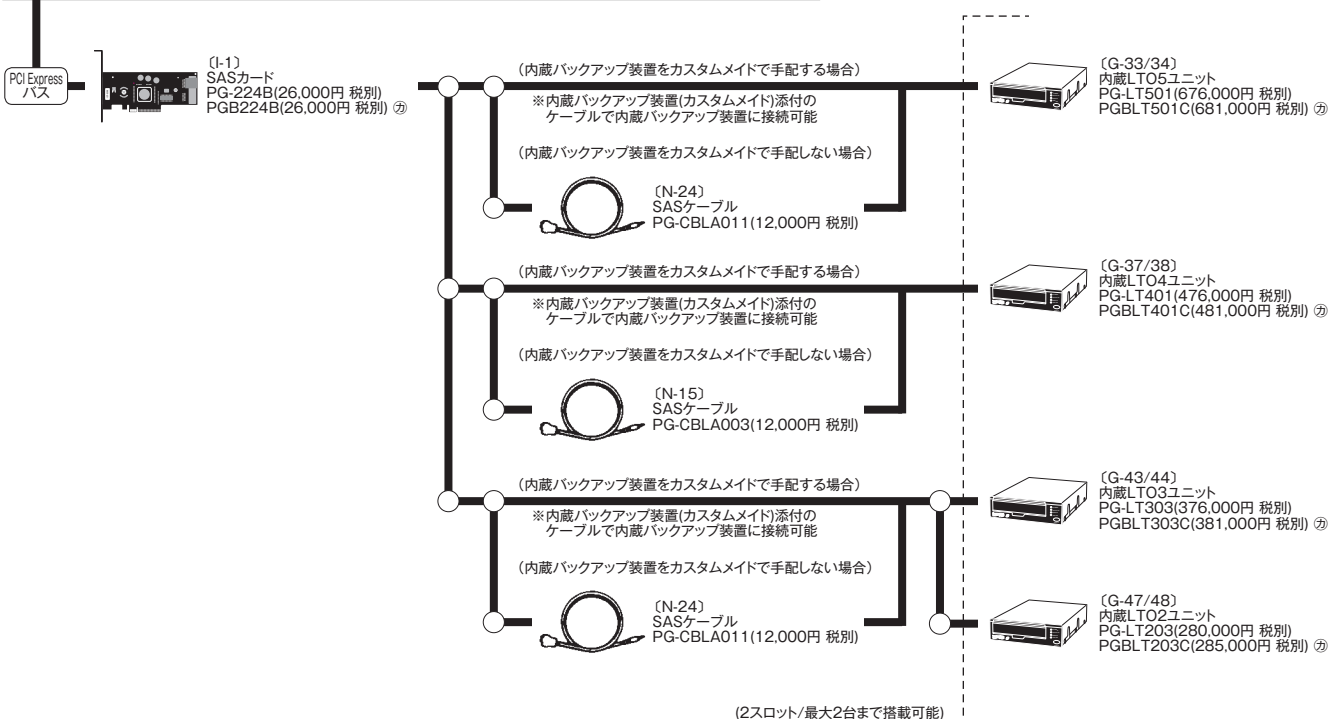 PCI Express
バス
〔I-1〕
SASカード
PG-224B(26,000円 税別)
PGB224B(26,000円 税別) ㋕
(内蔵バックアップ装置をカスタムメイドで手配する場合)
※内蔵バックアップ装置(カスタムメイド)添付の
ケーブルで内蔵バックアップ装置に接続可能
(内蔵バックアップ装置をカスタムメイドで手配しない場合)
〔N-24〕
SASケーブル
PG-CBLA011(12,000円 税別)
〔G-33/34〕
内蔵LTO5ユニット
PG-LT501(676,000円 税別)
PGBLT501C(681,000円 税別) ㋕
(内蔵バックアップ装置をカスタムメイドで手配する場合)
※内蔵バックアップ装置(カスタムメイド)添付の
ケーブルで内蔵バックアップ装置に接続可能
(内蔵バックアップ装置をカスタムメイドで手配しない場合)
〔N-15〕
SASケーブル
PG-CBLA003(12,000円 税別)
〔G-37/38〕
内蔵LTO4ユニット
PG-LT401(476,000円 税別)
PGBLT401C(481,000円 税別) ㋕
(内蔵バックアップ装置をカスタムメイドで手配する場合)
※内蔵バックアップ装置(カスタムメイド)添付の
ケーブルで内蔵バックアップ装置に接続可能
(内蔵バックアップ装置をカスタムメイドで手配しない場合)
〔N-24〕
SASケーブル
PG-CBLA011(12,000円 税別)
〔G-43/44〕
内蔵LTO3ユニット
PG-LT303(376,000円 税別)
PGBLT303C(381,000円 税別) ㋕
〔G-47/48〕
内蔵LTO2ユニット
PG-LT203(280,000円 税別)
PGBLT203C(285,000円 税別) ㋕
(2スロット/最大2台まで搭載可能)